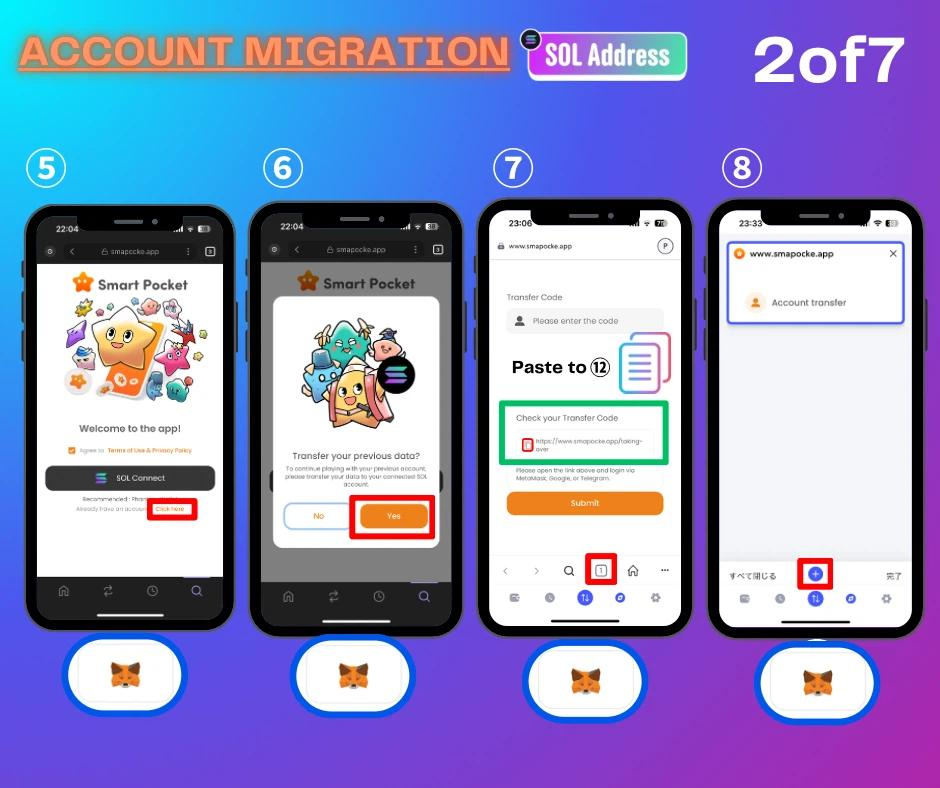 ACCOUNT MIGRATION
SOL Address
2of7
⑤
⑥
⑦
⑧
22:04
smapocke.app
3
Smart Pocket
Welcome to the app!
Agree to Terms of Use & Privacy Policy
SOL Connect
Already have an account Click here
22:04
smapocke.app
3
Smart Pocket
Transfer your previous data?
To continue playing with your previous account,
please transfer your data to your connected SOL
account.
No
Yes
23:06
www.smapocke.app
P
Transfer Code
Please enter the code
Paste to ⑫
Check your Transfer Code
https://www.smapocke.app/taking-
over
Please open the link above and login via
MetaMask, Google, or Telegram.
Submit
1
23:33
www.smapocke.app
Account transfer
すべて閉じる
完了